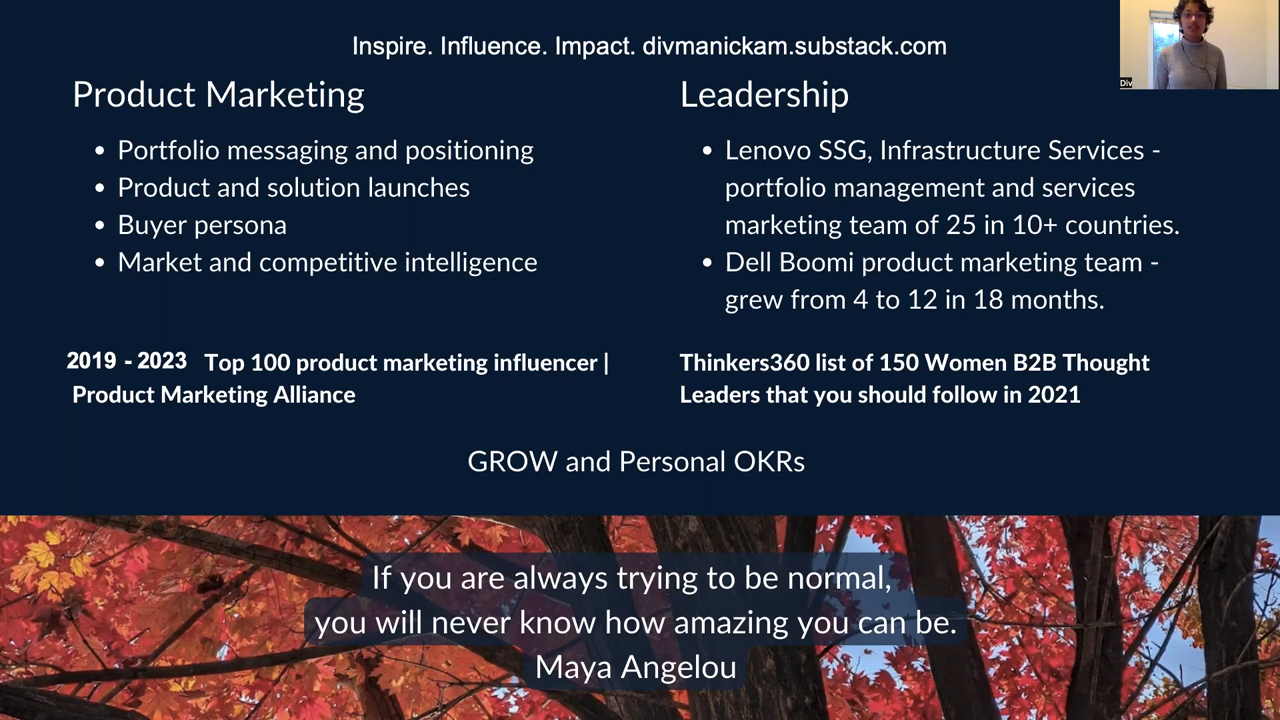 Inspire. Influence. Impact. divmanickam.substack.com
Div
Product Marketing
• Portfolio messaging and positioning
• Product and solution launches
• Buyer persona
• Market and competitive intelligence
Leadership
• Lenovo SSG, Infrastructure Services -
portfolio management and services
marketing team of 25 in 10+ countries.
• Dell Boomi product marketing team -
grew from 4 to 12 in 18 months.
2019 - 2023 Top 100 product marketing influencer |
Product Marketing Alliance
Thinkers360 list of 150 Women B2B Thought
Leaders that you should follow in 2021
GROW and Personal OKRs
If you are always trying to be normal,
you will never know how amazing you can be.
Maya Angelou